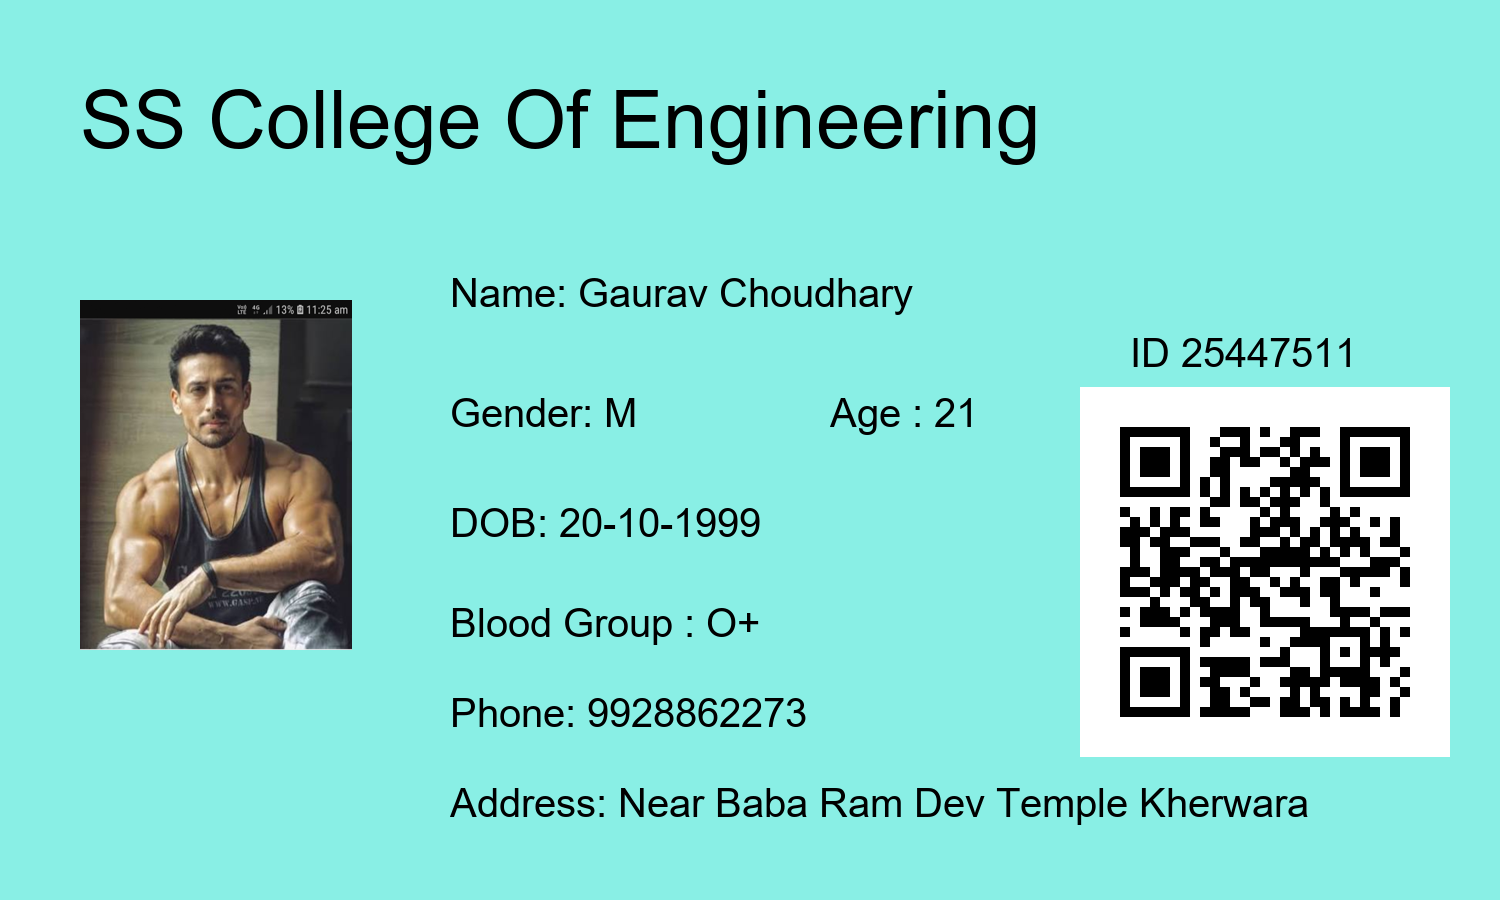 SS College Of Engineering
Name: Gaurav Choudhary
ID 25447511
Gender: M Age : 21
DOB: 20-10-1999
Blood Group : O+
Phone: 9928862273
Address: Near Baba Ram Dev Temple Kherwara
4G 13% 11:25 am